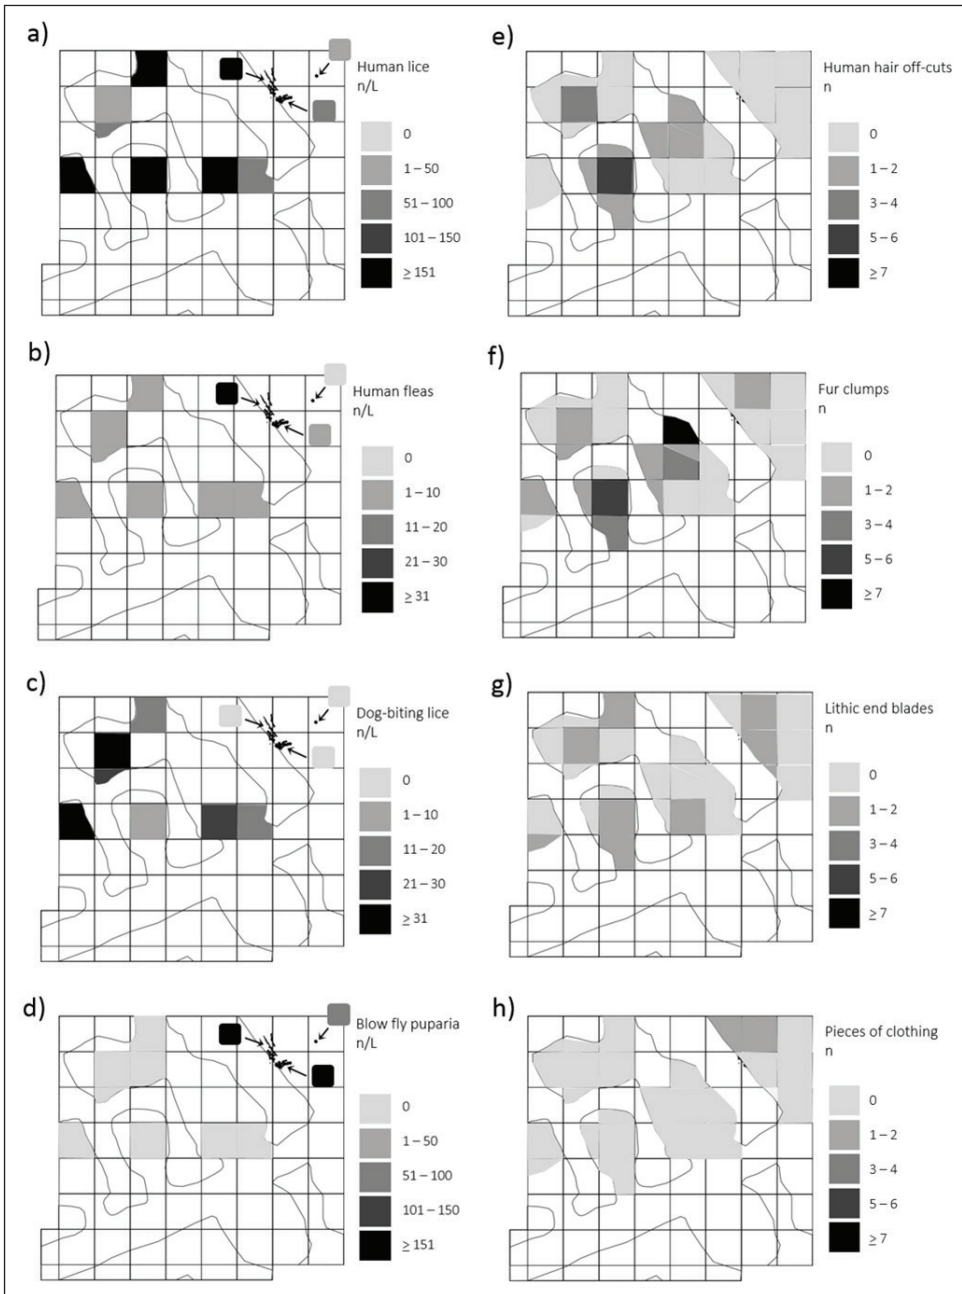 a)
Human lice
n/L
0
1 – 50
51 – 100
101 – 150
≥ 151
b)
Human fleas
n/L
0
1 – 10
11 – 20
21 – 30
≥ 31
c)
Dog-biting lice
n/L
0
1 – 10
11 – 20
21 – 30
≥ 31
d)
Blow fly puparia
n/L
0
1 – 50
51 – 100
101 – 150
≥ 151
e)
Human hair off-cuts
n
0
1 – 2
3 – 4
5 – 6
≥ 7
f)
Fur clumps
n
0
1 – 2
3 – 4
5 – 6
≥ 7
g)
Lithic end blades
n
0
1 – 2
3 – 4
5 – 6
≥ 7
h)
Pieces of clothing
n
0
1 – 2
3 – 4
5 – 6
≥ 7